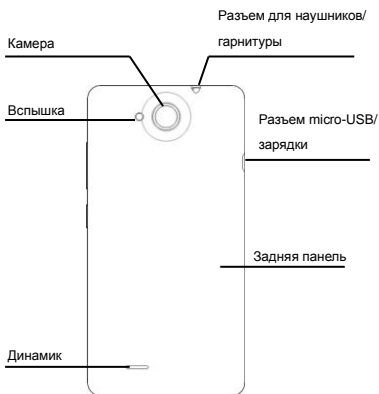 Разъем для наушников/
гарнитуры
Камера
Вспышка
Разъем micro-USB/
зарядки
Задняя панель
Динамик